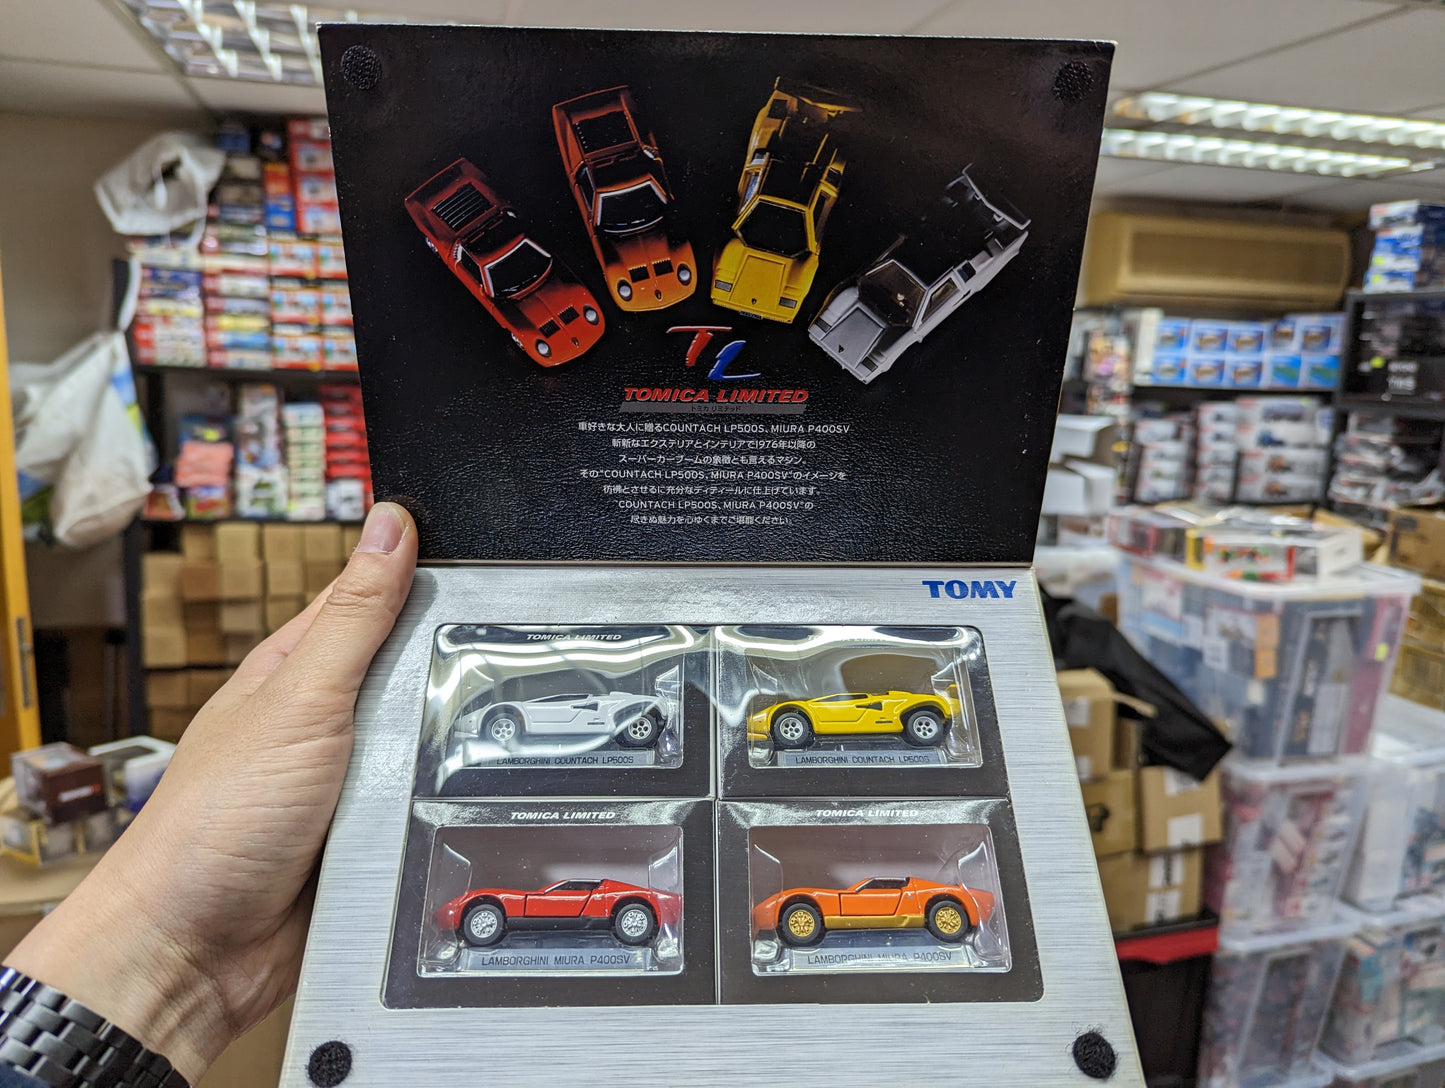 TL
TOMICA LIMITED
トミカ リミテッド
車好きな大人に贈るCOUNTACH LP500S、MIURA P400SV
斬新なエクステリアとインテリアで1976年以降の
スーパーカーブームの象徴とも言えるマシン。
その"COUNTACH LP500S、MIURA P400SV"のイメージを
彷彿とさせるに充分なディティールに仕上げています。
"COUNTACH LP500S、MIURA P400SV"の
尽きぬ魅力を心ゆくまでご堪能ください。
TOMY
TOMICA LIMITED
LIMITED
LAMBORGHINI COUNTACH LP500S
LAMBORGHINI COUNTACH LP500S
TOMICA LIMITED
TOMICA LIMITED
LAMBORGHINI MIURA P400SV
LAMBORGHINI MIURA P400SV